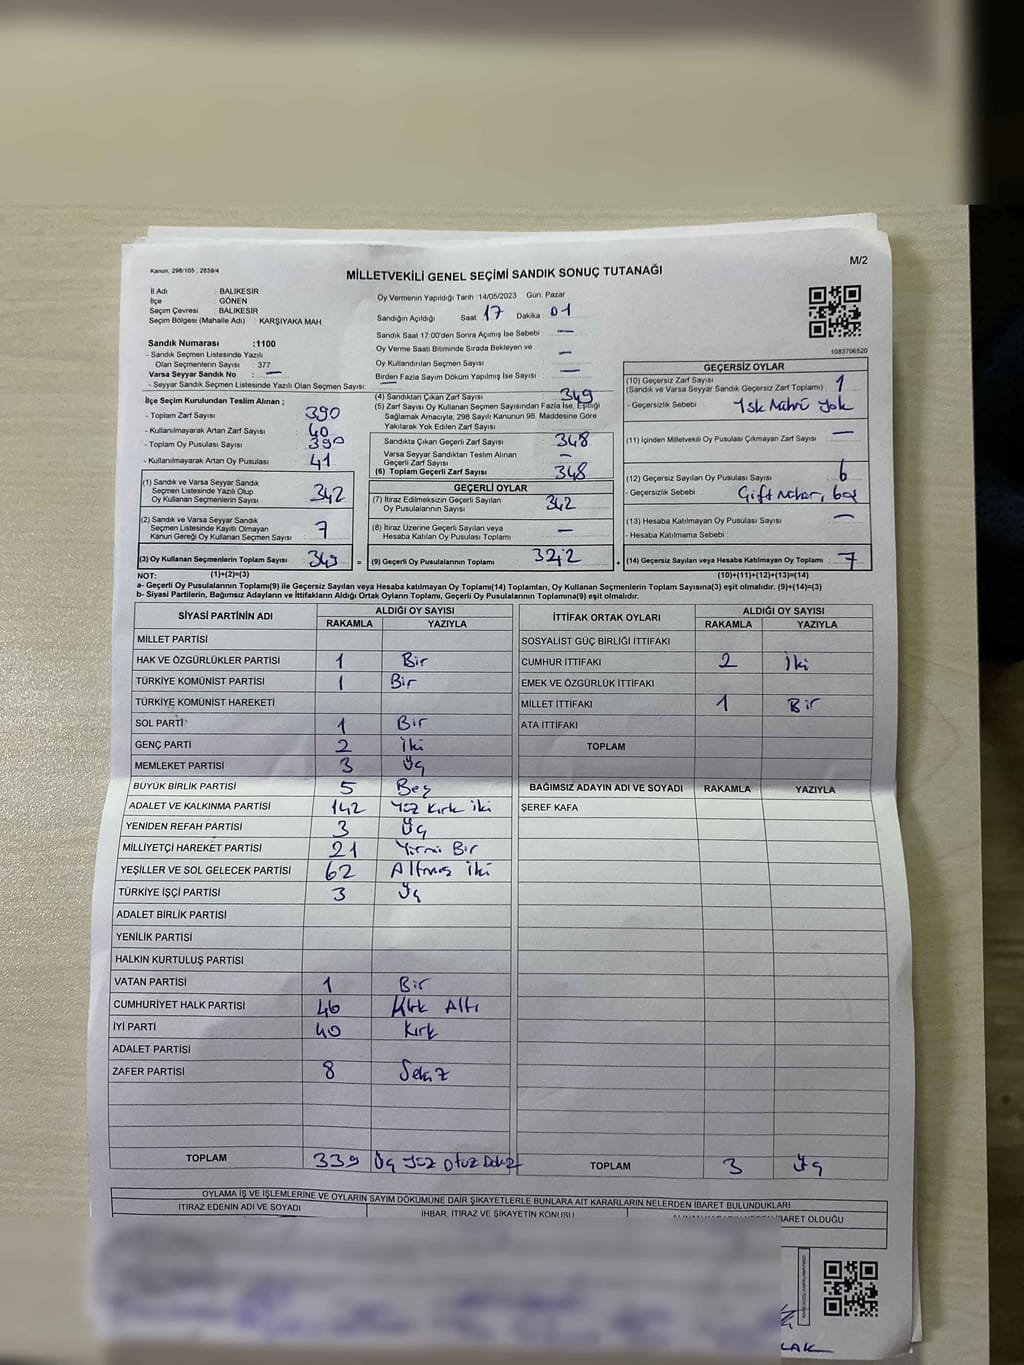 Kanun, 298/105 , 2839/4
MİLLETVEKİLİ GENEL SEÇİMİ SANDIK SONUÇ TUTANAĞI
M/2
İl Adı : BALIKESİR
İlçe : GÖNEN
Seçim Çevresi : BALIKESİR
Seçim Bölgesi (Mahalle Adı) : KARŞIYAKA MAH
Sandık Numarası :1100
- Sandık Seçmen Listesinde Yazılı
Olan Seçmenlerin Sayısı : 377
Varsa Seyyar Sandık No : —
- Seyyar Sandık Seçmen Listesinde Yazılı Olan Seçmen Sayısı:
İlçe Seçim Kurulundan Teslim Alınan ;
- Toplam Zarf Sayısı 390
- Kullanılmayarak Artan Zarf Sayısı 40
- Toplam Oy Pusulası Sayısı 390
- Kullanılmayarak Artan Oy Pusulası 41
(1) Sandık ve Varsa Seyyar Sandık
Seçmen Listesinde Yazılı Olup
Oy Kullanan Seçmenlerin Sayısı 342
(2) Sandık ve Varsa Seyyar Sandık
Seçmen Listesinde Kayıtlı Olmayan
Kanun Gereği Oy Kullanan Seçmen Sayısı 7
(3) Oy Kullanan Seçmenlerin Toplam Sayısı 349 =
Oy Vermenin Yapıldığı Tarih :14/05/2023 Gün: Pazar
Sandığın Açıldığı Saat 17 Dakika 01
Sandık Saat 17:00'den Sonra Açımış İse Sebebi : —
Oy Verme Saati Bitiminde Sırada Bekleyen ve
Oy Kullandırılan Seçmen Sayısı : —
Birden Fazla Sayım Döküm Yapılmış İse Sayısı : —
(4) Sandıktan Çıkan Zarf Sayısı 349
(5) Zarf Sayısı Oy Kullanan Seçmen Sayısından Fazla İse, Eşitliği
Sağlamak Amacıyla; 298 Sayılı Kanunun 98. Maddesine Göre
Yakılarak Yok Edilen Zarf Sayısı
Sandıkta Çıkan Geçerli Zarf Sayısı 348
Varsa Seyyar Sandıktan Teslim Alınan
Geçerli Zarf Sayısı —
(6) Toplam Geçerli Zarf Sayısı 348
GEÇERLİ OYLAR
(7) İtiraz Edilmeksizin Geçerli Sayılan
Oy Pusulalarının Sayısı 342
(8) İtiraz Üzerine Geçerli Sayılan veya
Hesaba Katılan Oy Pusulası Toplamı —
(9) Geçerli Oy Pusulalarının Toplamı 342 +
1083706520
GEÇERSİZ OYLAR
(10) Geçersiz Zarf Sayısı
(Sandık ve Varsa Seyyar Sandık Geçersiz Zarf Toplamı) 1
- Geçersizlik Sebebi : Ysk Mührü Yok
(11) İçinden Milletvekili Oy Pusulası Çıkmayan Zarf Sayısı —
(12) Geçersiz Sayılan Oy Pusulası Sayısı 6
- Geçersizlik Sebebi : Çift Mühür, boş
(13) Hesaba Katılmayan Oy Pusulası Sayısı —
- Hesaba Katılmama Sebebi :
(14) Geçersiz Sayılan veya Hesaba Katılmayan Oy Toplamı 7
NOT: (1)+(2)=(3) (10)+(11)+(12)+(13)=(14)
a- Geçerli Oy Pusulalarının Toplamı(9) ile Geçersiz Sayılan veya Hesaba katılmayan Oy Toplamı(14) Toplamları, Oy Kullanan Seçmenlerin Toplam Sayısına(3) eşit olmalıdır. (9)+(14)=(3)
b- Siyasi Partilerin, Bağımsız Adayların ve İttifakların Aldığı Ortak Oyların Toplamı, Geçerli Oy Pusulalarının Toplamına(9) eşit olmalıdır.
SİYASİ PARTİNİN ADI ALDIĞI OY SAYISI
RAKAMLA YAZIYLA
MİLLET PARTİSİ
HAK VE ÖZGÜRLÜKLER PARTİSİ 1 Bir
TÜRKİYE KOMÜNİST PARTİSİ 1 Bir
TÜRKİYE KOMÜNİST HAREKETİ
SOL PARTİ 1 Bir
GENÇ PARTİ 2 İki
MEMLEKET PARTİSİ 3 Üç
BÜYÜK BİRLİK PARTİSİ 5 Beş
ADALET VE KALKINMA PARTİSİ 142 Yüz Kırk iki
YENİDEN REFAH PARTİSİ 3 Üç
MİLLİYETÇİ HAREKET PARTİSİ 21 Yirmi Bir
YEŞİLLER VE SOL GELECEK PARTİSİ 62 Altmış iki
TÜRKİYE İŞÇİ PARTİSİ 3 Üç
ADALET BİRLİK PARTİSİ
YENİLİK PARTİSİ
HALKIN KURTULUŞ PARTİSİ
VATAN PARTİSİ 1 Bir
CUMHURİYET HALK PARTİSİ 46 Kırk Altı
İYİ PARTİ 40 Kırk
ADALET PARTİSİ
ZAFER PARTİSİ 8 Sekiz
TOPLAM 339 Üç Yüz Otuz Dokuz
İTTİFAK ORTAK OYLARI ALDIĞI OY SAYISI
RAKAMLA YAZIYLA
SOSYALİST GÜÇ BİRLİĞİ İTTİFAKI
CUMHUR İTTİFAKI 2 İki
EMEK VE ÖZGÜRLÜK İTTİFAKI
MİLLET İTTİFAKI 1 Bir
ATA İTTİFAKI
TOPLAM
BAĞIMSIZ ADAYIN ADI VE SOYADI RAKAMLA YAZIYLA
ŞEREF KAFA
TOPLAM 3 Üç
OYLAMA İŞ VE İŞLEMLERİNE VE OYLARIN SAYIM DÖKÜMÜNE DAİR ŞİKAYETLERLE BUNLARA AİT KARARLARIN NELERDEN İBARET BULUNDUKLARI
İTİRAZ EDENİN ADI VE SOYADI
İHBAR, İTİRAZ VE ŞİKAYETİN KONUSU
İBARET OLDUĞU